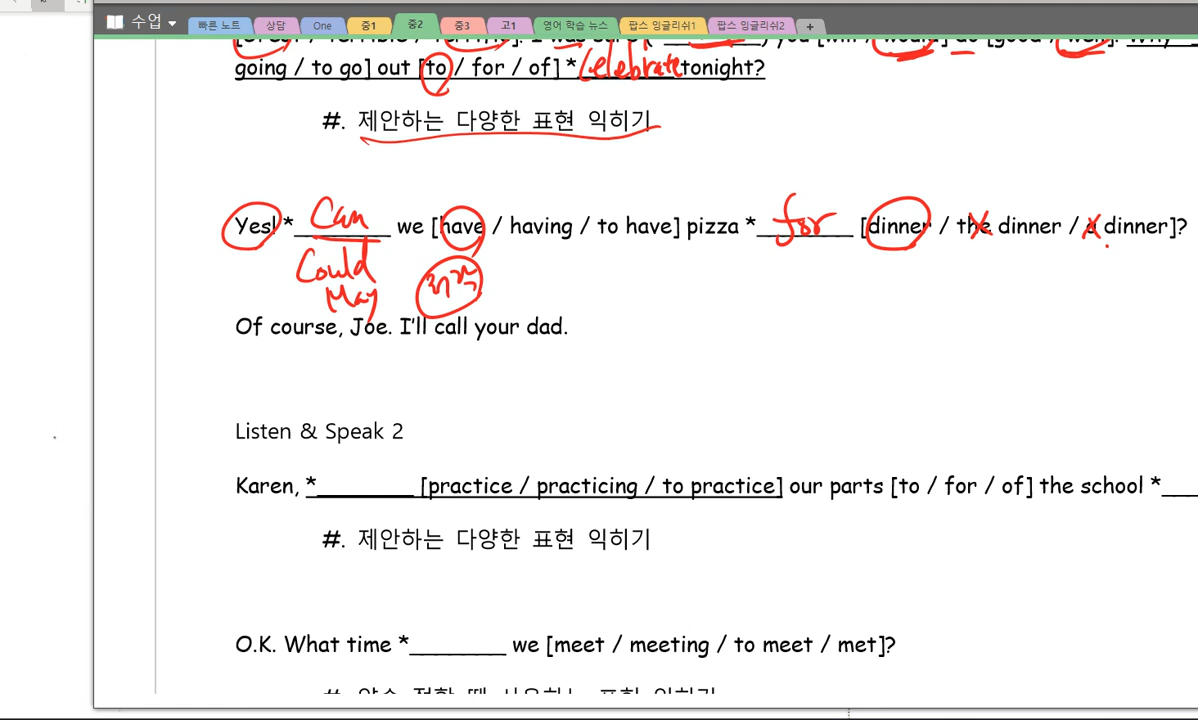 수업 빠른 노트 상담 One 중1 중2 중3 고1 영어 학습 뉴스 팝스 잉글리쉬1 팝스 잉글리쉬2 +
going / to go] out [to / for / of] * celebrate tonight?
#. 제안하는 다양한 표현 익히기
Yes! * Can we [have / having / to have] pizza * for [dinner / the dinner / a dinner]?
Could
May
Of course, Joe. I'll call your dad.
Listen & Speak 2
Karen, *________ [practice / practicing / to practice] our parts [to / for / of] the school *___
#. 제안하는 다양한 표현 익히기
O.K. What time *________ we [meet / meeting / to meet / met]?